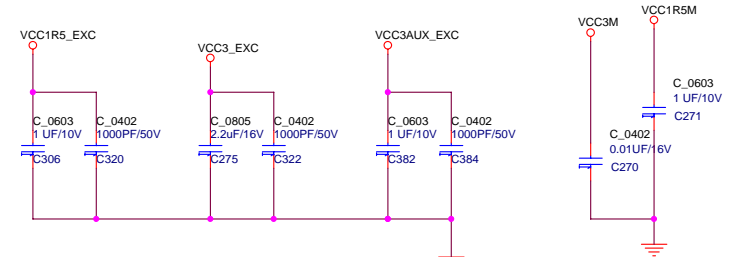 VCC1R5_EXC
VCC3_EXC
VCC3AUX_EXC
VCC3M
VCC1R5M
C_0603
1 UF/10V
C306
C_0402
1000PF/50V
C320
C_0805
2.2uF/16V
C275
C_0402
1000PF/50V
C322
C_0603
1 UF/10V
C382
C_0402
1000PF/50V
C384
C_0402
0.01UF/16V
C270
C_0603
1 UF/10V
C271